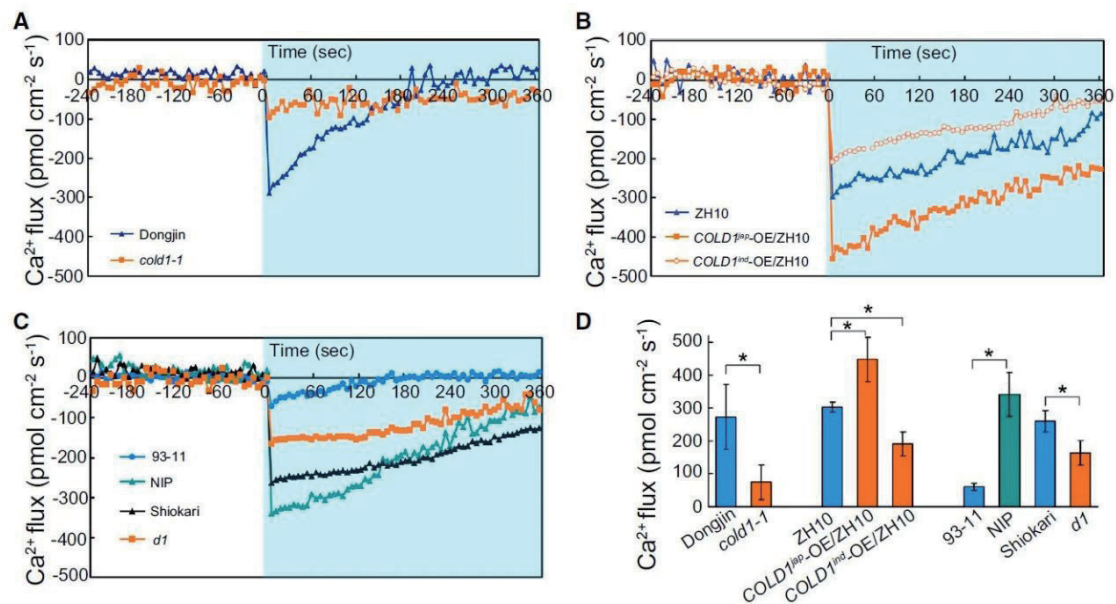 A
Ca²⁺ flux (pmol cm⁻² s⁻¹)
100
0
-100
-200
-300
-400
-500
Time (sec)
-240 -180 -120 -60 0 60 120 180 240 300 360
Dongjin
cold1-1
B
Ca²⁺ flux (pmol cm⁻² s⁻¹)
100
0
-100
-200
-300
-400
-500
Time (sec)
-240 -180 -120 -60 0 60 120 180 240 300 360
ZH10
COLD1ʲᵃᵖ-OE/ZH10
COLD1ⁱⁿᵈ-OE/ZH10
C
Ca²⁺ flux (pmol cm⁻² s⁻¹)
100
0
-100
-200
-300
-400
-500
Time (sec)
-240 -180 -120 -60 0 60 120 180 240 300 360
93-11
NIP
Shiokari
d1
D
Ca²⁺ flux (pmol cm⁻² s⁻¹)
500
400
300
200
100
0
* * * * *
Dongjin
cold1-1
ZH10
COLD1ʲᵃᵖ-OE/ZH10
COLD1ⁱⁿᵈ-OE/ZH10
93-11
NIP
Shiokari
d1